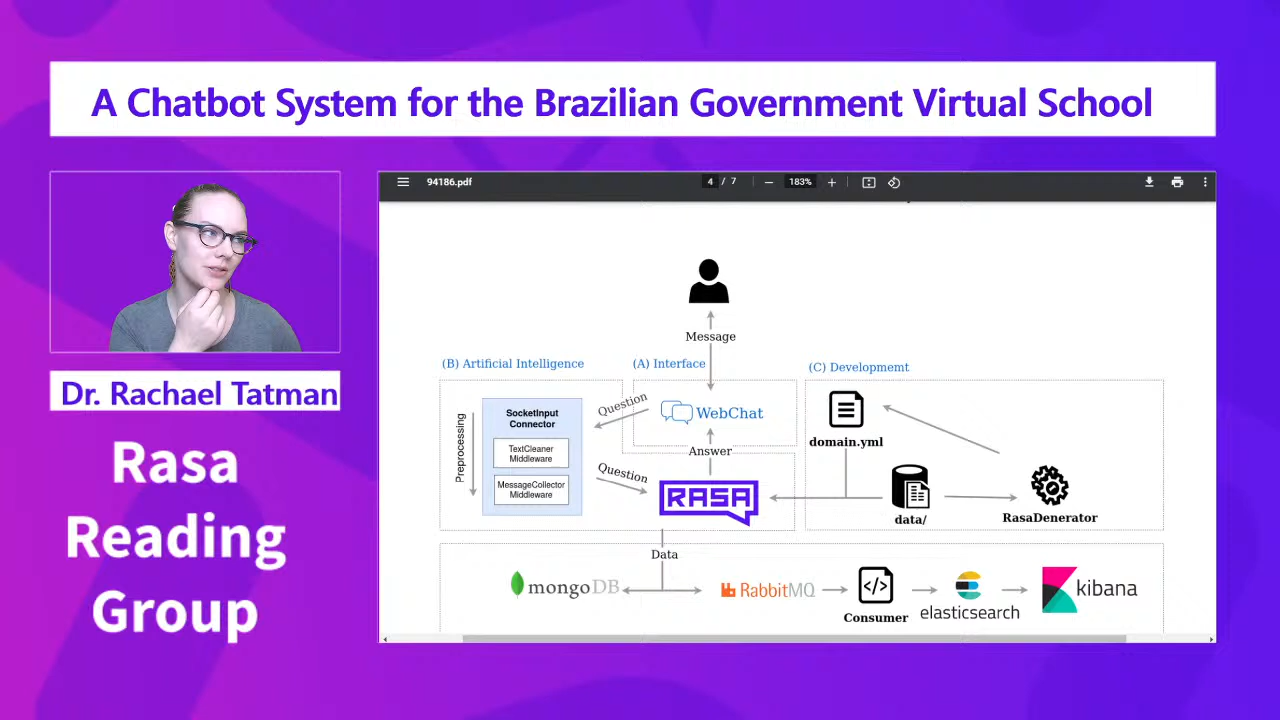 A Chatbot System for the Brazilian Government Virtual School
94186.pdf
4 / 7
183%
Dr. Rachael Tatman
Rasa
Reading
Group
Message
(B) Artificial Intelligence
(A) Interface
(C) Developmemt
Preprocessing
SocketInput
Connector
TextCleaner
Middleware
MessageCollector
Middleware
Question
WebChat
Answer
Question
RASA
domain.yml
data/
RasaDenerator
Data
mongoDB
RabbitMQ
Consumer
elasticsearch
kibana